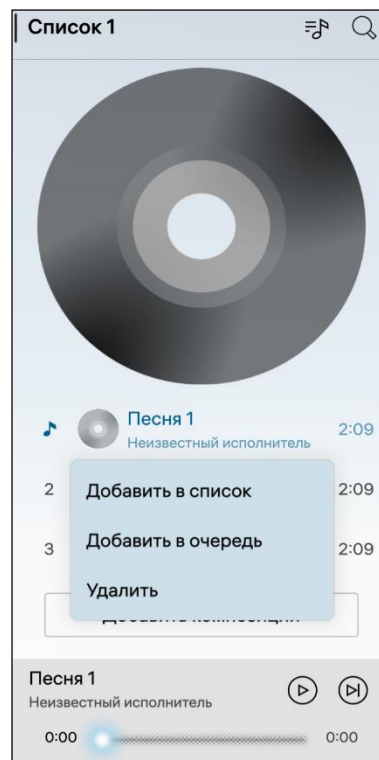 Список 1
Песня 1
Неизвестный исполнитель
2:09
2
Добавить в список
2:09
3
Добавить в очередь
2:09
Удалить
Песня 1
Неизвестный исполнитель
0:00
0:00